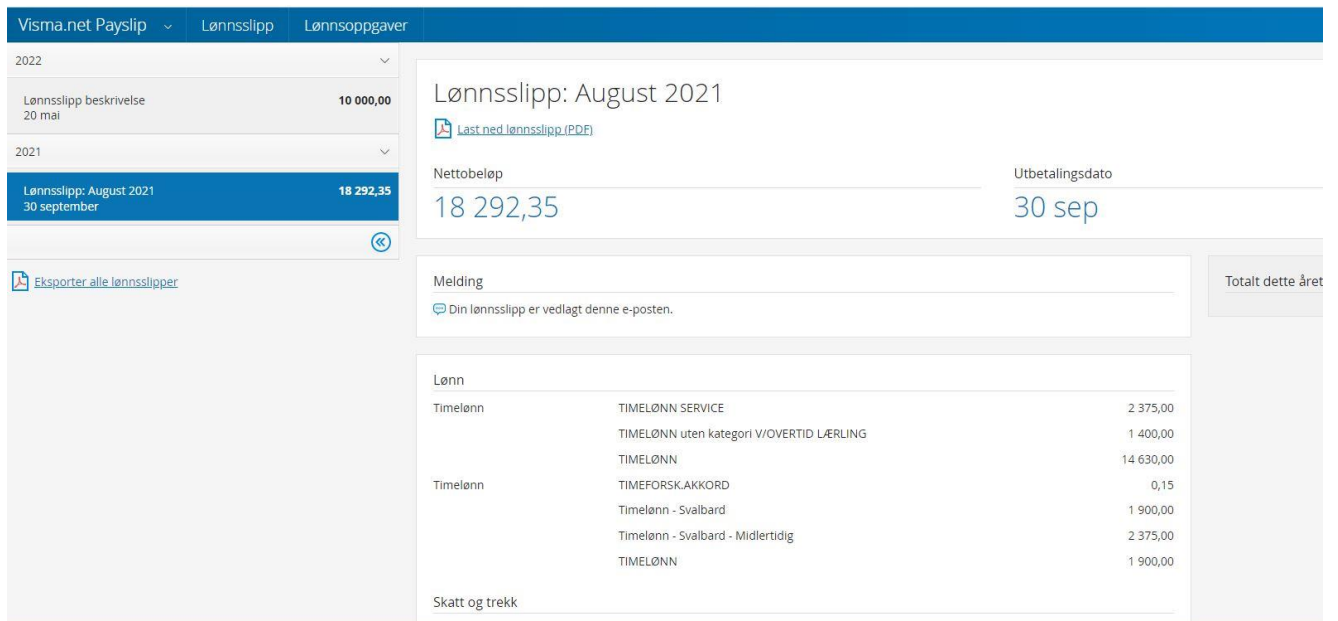 Visma.net Payslip Lønnsslipp Lønnsoppgaver
2022
Lønnsslipp beskrivelse 10 000,00
20 mai
2021
Lønnsslipp: August 2021 18 292,35
30 september
Eksporter alle lønnsslipper
Lønnsslipp: August 2021
Last ned lønnsslipp (PDF)
Nettobeløp Utbetalingsdato
18 292,35 30 sep
Melding
Din lønnsslipp er vedlagt denne e-posten.
Totalt dette året
Lønn
Timelønn TIMELØNN SERVICE 2 375,00
TIMELØNN uten kategori V/OVERTID LÆRLING 1 400,00
TIMELØNN 14 630,00
Timelønn TIMEFORSK.AKKORD 0,15
Timelønn - Svalbard 1 900,00
Timelønn - Svalbard - Midlertidig 2 375,00
TIMELØNN 1 900,00
Skatt og trekk